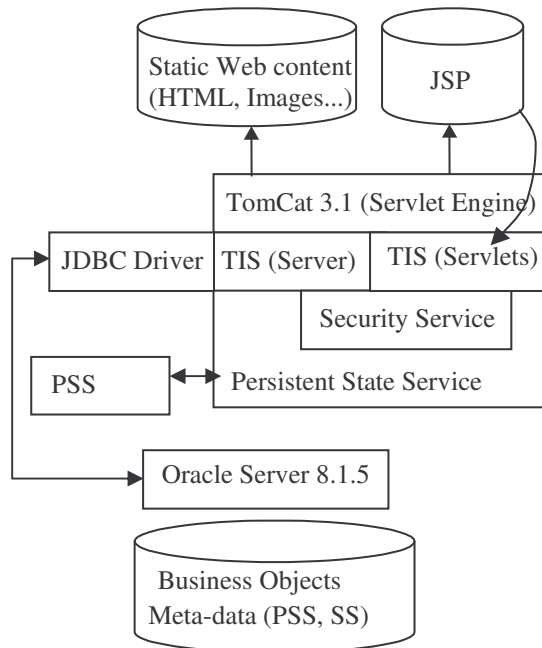 Static Web content
(HTML, Images...)
JSP
TomCat 3.1 (Servlet Engine)
JDBC Driver
TIS (Server)
TIS (Servlets)
Security Service
PSS
Persistent State Service
Oracle Server 8.1.5
Business Objects
Meta-data (PSS, SS)